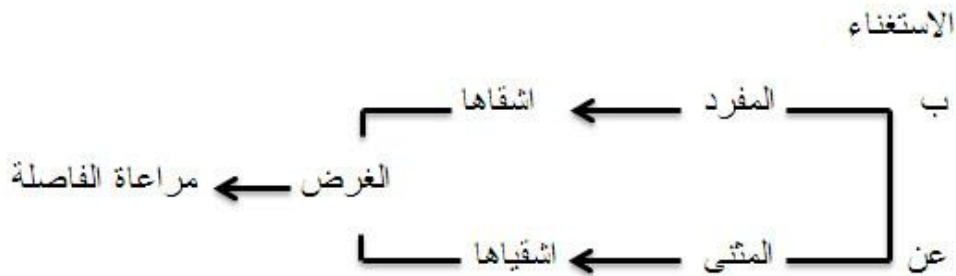 الاستغناء
ب المفرد اشقاها
الغرض مراعاة الفاصلة
عن المثنى اشقياها